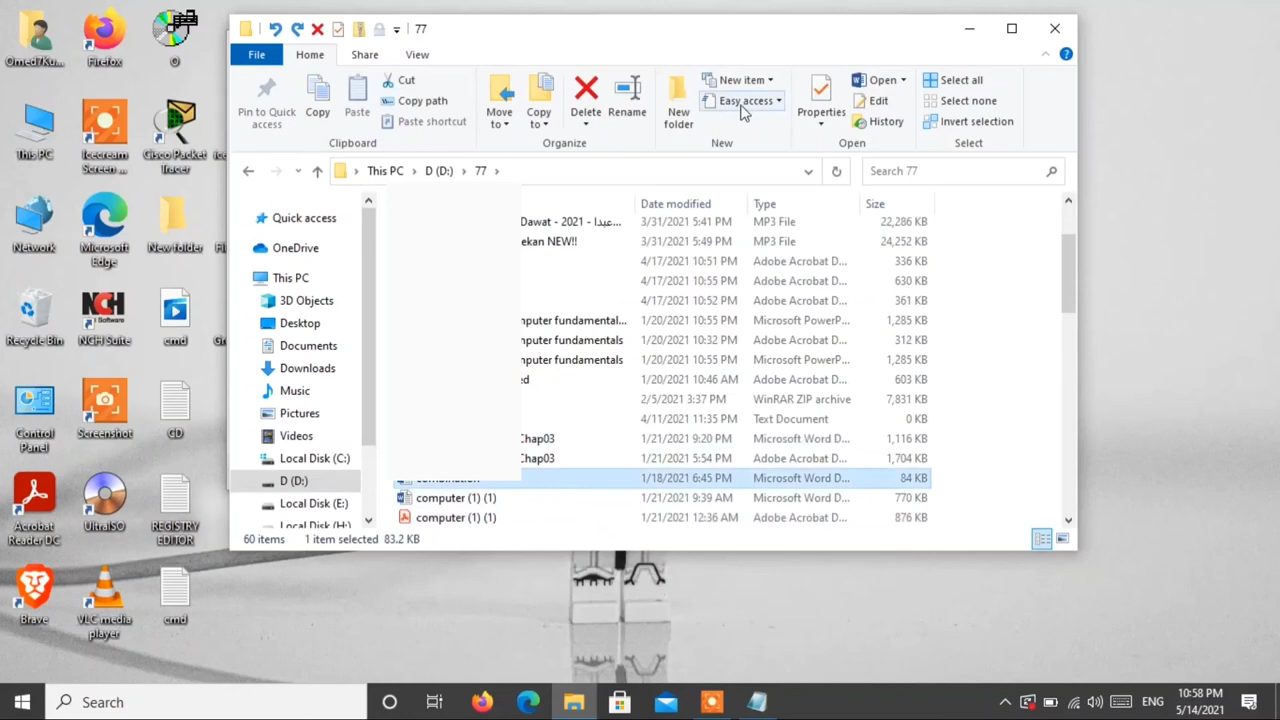 77
File
Home
Share
View
Pin to Quick access
Copy
Paste
Cut
Copy path
Paste shortcut
Clipboard
Move to
Copy to
Delete
Rename
Organize
New folder
New item
Easy access
New
Properties
Open
Edit
History
Open
Select all
Select none
Invert selection
Select
This PC
D (D:)
77
Search 77
Quick access
OneDrive
This PC
3D Objects
Desktop
Documents
Downloads
Music
Pictures
Videos
Local Disk (C:)
D (D:)
Local Disk (E:)
Local Disk (H:)
Date modified Type Size
Dawat - 2021 - عبدا... 3/31/2021 5:41 PM MP3 File 22,286 KB
ekan NEW!! 3/31/2021 5:49 PM MP3 File 24,252 KB
4/17/2021 10:51 PM Adobe Acrobat D... 336 KB
4/17/2021 10:55 PM Adobe Acrobat D... 630 KB
4/17/2021 10:52 PM Adobe Acrobat D... 361 KB
nputer fundamental... 1/20/2021 10:55 PM Microsoft PowerP... 1,285 KB
nputer fundamentals 1/20/2021 10:32 PM Adobe Acrobat D... 312 KB
nputer fundamentals 1/20/2021 10:55 PM Microsoft PowerP... 1,285 KB
ed 1/20/2021 10:46 AM Adobe Acrobat D... 603 KB
2/5/2021 3:37 PM WinRAR ZIP archive 7,831 KB
4/11/2021 11:35 PM Text Document 0 KB
Chap03 1/21/2021 9:20 PM Microsoft Word D... 1,116 KB
Chap03 1/21/2021 5:54 PM Microsoft Word D... 1,704 KB
1/18/2021 6:45 PM Microsoft Word D... 84 KB
computer (1) (1) 1/21/2021 9:39 AM Microsoft Word D... 770 KB
computer (1) (1) 1/21/2021 12:36 AM Adobe Acrobat D... 876 KB
60 items 1 item selected 83.2 KB
Omed7Ku...
Firefox
O
This PC
Icecream Screen ...
Cisco Packet Tracer
ice
Network
Microsoft Edge
New folder
Fi
Recycle Bin
NCH Software
NCH Suite
cmd
Gr
Control Panel
Screenshot
CD
Acrobat Reader DC
UltraISO
REGISTRY EDITOR
Brave
VLC media player
cmd
Search
ENG
10:58 PM
5/14/2021